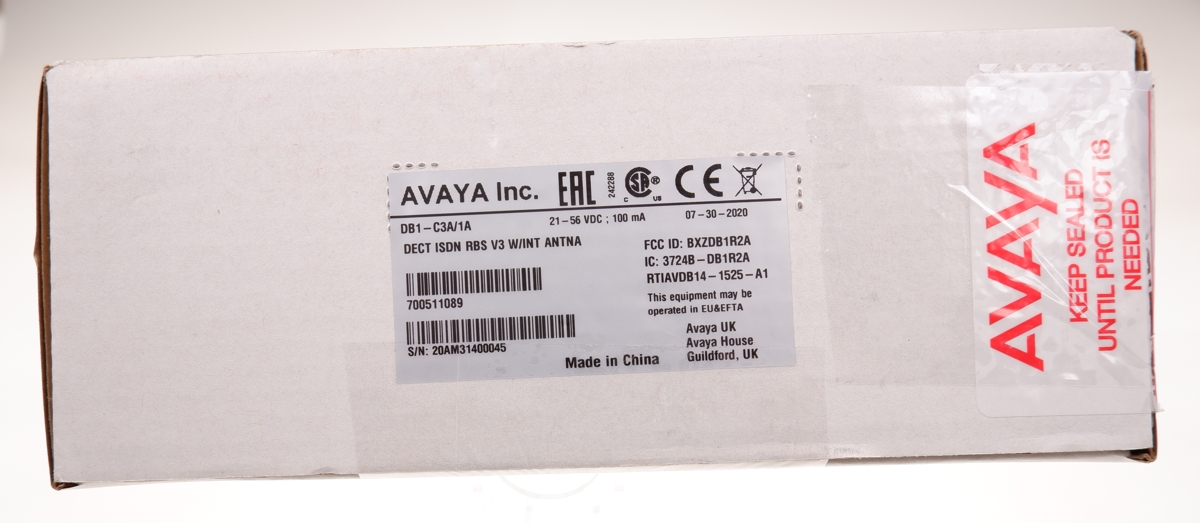 AVAYA Inc.
EAC
242288
C SA® US
CE
DB1-C3A/1A
21-56 VDC ; 100 mA
07-30-2020
DECT ISDN RBS V3 W/INT ANTNA
FCC ID: BXZDB1R2A
IC: 3724B-DB1R2A
RTIAVDB14-1525-A1
700511089
This equipment may be
operated in EU&EFTA
S/N: 20AM31400045
Avaya UK
Avaya House
Guildford, UK
Made in China
AVAYA
KEEP SEALED
UNTIL PRODUCT IS
NEEDED